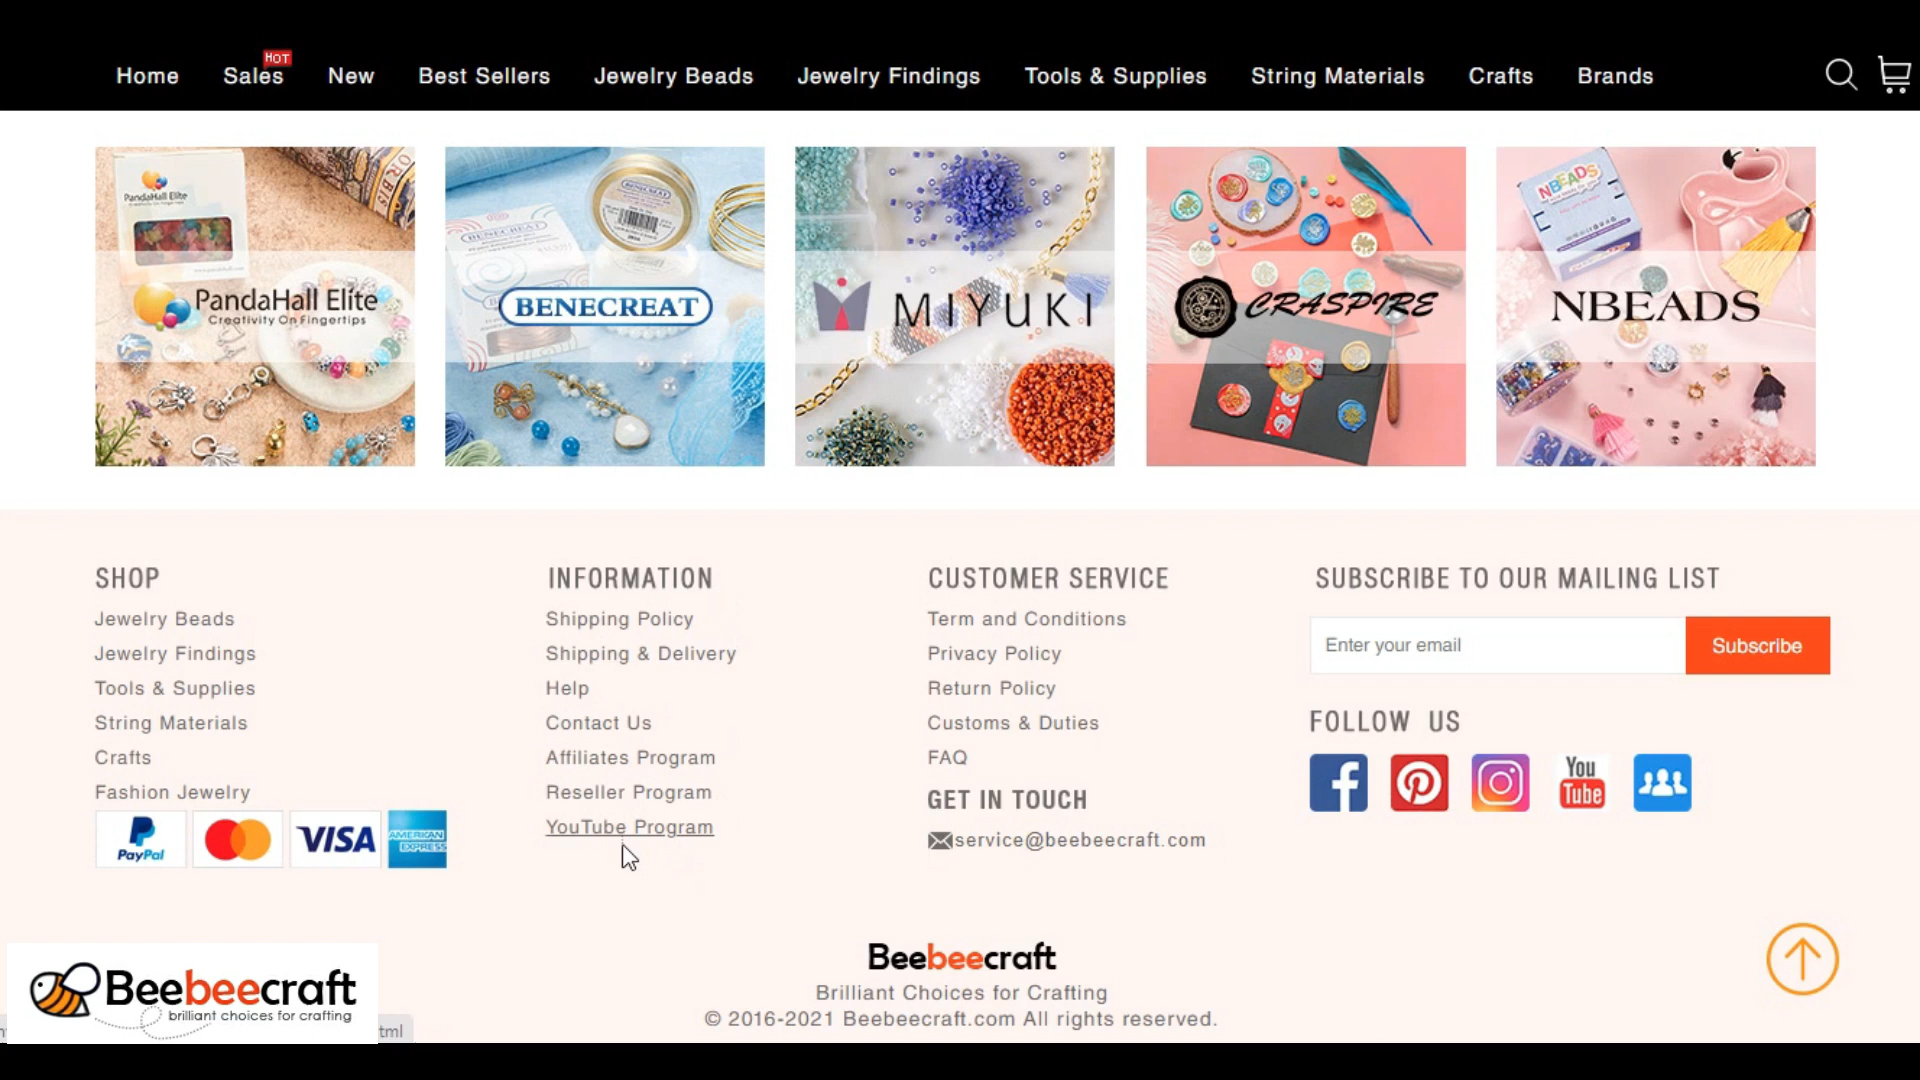 HOT
Home Sales New Best Sellers Jewelry Beads Jewelry Findings Tools & Supplies String Materials Crafts Brands
PandaHall Elite
PandaHall Elite
Creativity On Fingertips
BENECREAT
BENECREAT
BENECREAT
MIYUKI
CRASPIRE
NBEADS
NBEADS
SHOP
Jewelry Beads
Jewelry Findings
Tools & Supplies
String Materials
Crafts
Fashion Jewelry
PayPal VISA AMERICAN EXPRESS
INFORMATION
Shipping Policy
Shipping & Delivery
Help
Contact Us
Affiliates Program
Reseller Program
YouTube Program
CUSTOMER SERVICE
Term and Conditions
Privacy Policy
Return Policy
Customs & Duties
FAQ
GET IN TOUCH
service@beebeecraft.com
SUBSCRIBE TO OUR MAILING LIST
Enter your email Subscribe
FOLLOW US
You
Tube
Beebeecraft
Brilliant Choices for Crafting
© 2016-2021 Beebeecraft.com All rights reserved.
Beebeecraft
brilliant choices for crafting
tml